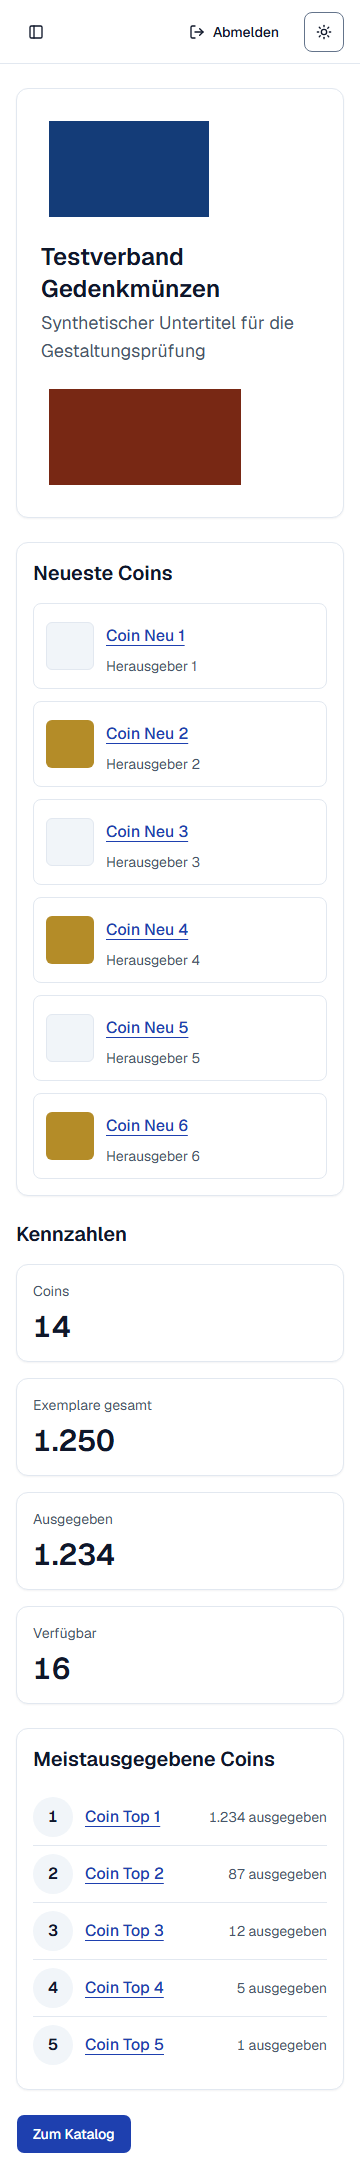 Abmelden
Testverband
Gedenkmünzen
Synthetischer Untertitel für die
Gestaltungsprüfung
Neueste Coins
Coin Neu 1
Herausgeber 1
Coin Neu 2
Herausgeber 2
Coin Neu 3
Herausgeber 3
Coin Neu 4
Herausgeber 4
Coin Neu 5
Herausgeber 5
Coin Neu 6
Herausgeber 6
Kennzahlen
Coins
14
Exemplare gesamt
1.250
Ausgegeben
1.234
Verfügbar
16
Meistausgegebene Coins
1 Coin Top 1 1.234 ausgegeben
2 Coin Top 2 87 ausgegeben
3 Coin Top 3 12 ausgegeben
4 Coin Top 4 5 ausgegeben
5 Coin Top 5 1 ausgegeben
Zum Katalog